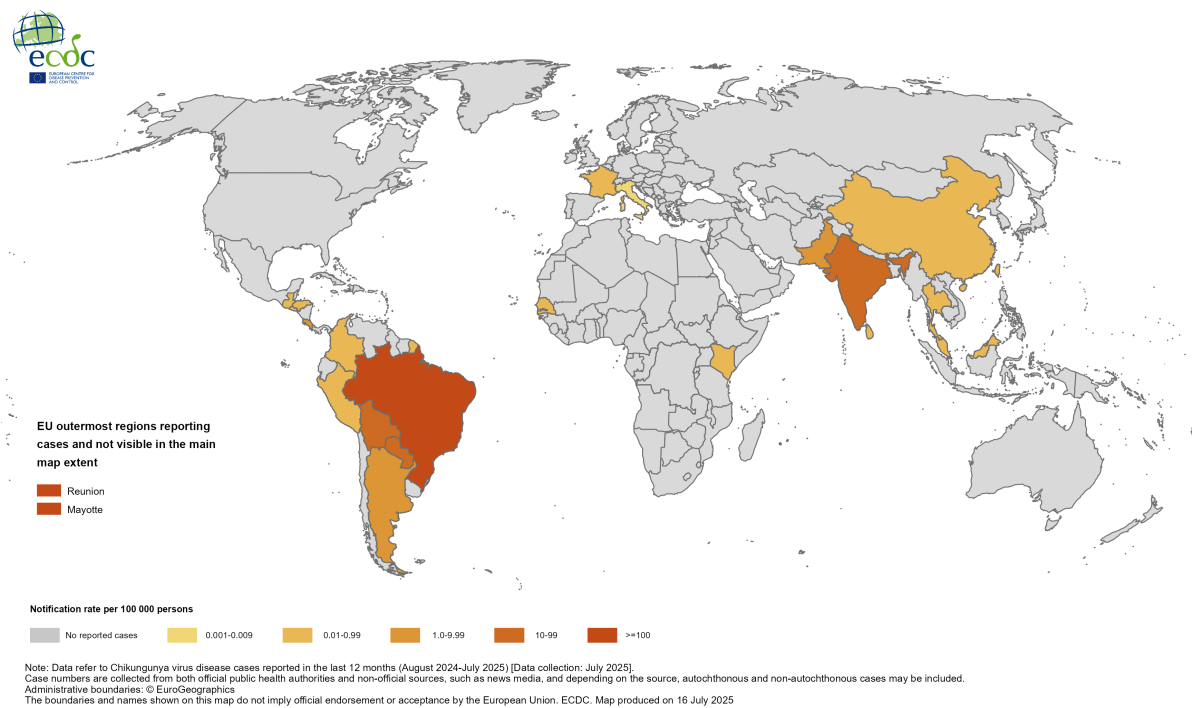 ecdc
EUROPEAN CENTRE FOR
DISEASE PREVENTION
AND CONTROL
EU outermost regions reporting
cases and not visible in the main
map extent
Reunion
Mayotte
Notification rate per 100 000 persons
No reported cases
0.001-0.009
0.01-0.99
1.0-9.99
10-99
>=100
Note: Data refer to Chikungunya virus disease cases reported in the last 12 months (August 2024-July 2025) [Data collection: July 2025].
Case numbers are collected from both official public health authorities and non-official sources, such as news media, and depending on the source, autochthonous and non-autochthonous cases may be included.
Administrative boundaries: © EuroGeographics
The boundaries and names shown on this map do not imply official endorsement or acceptance by the European Union. ECDC. Map produced on 16 July 2025